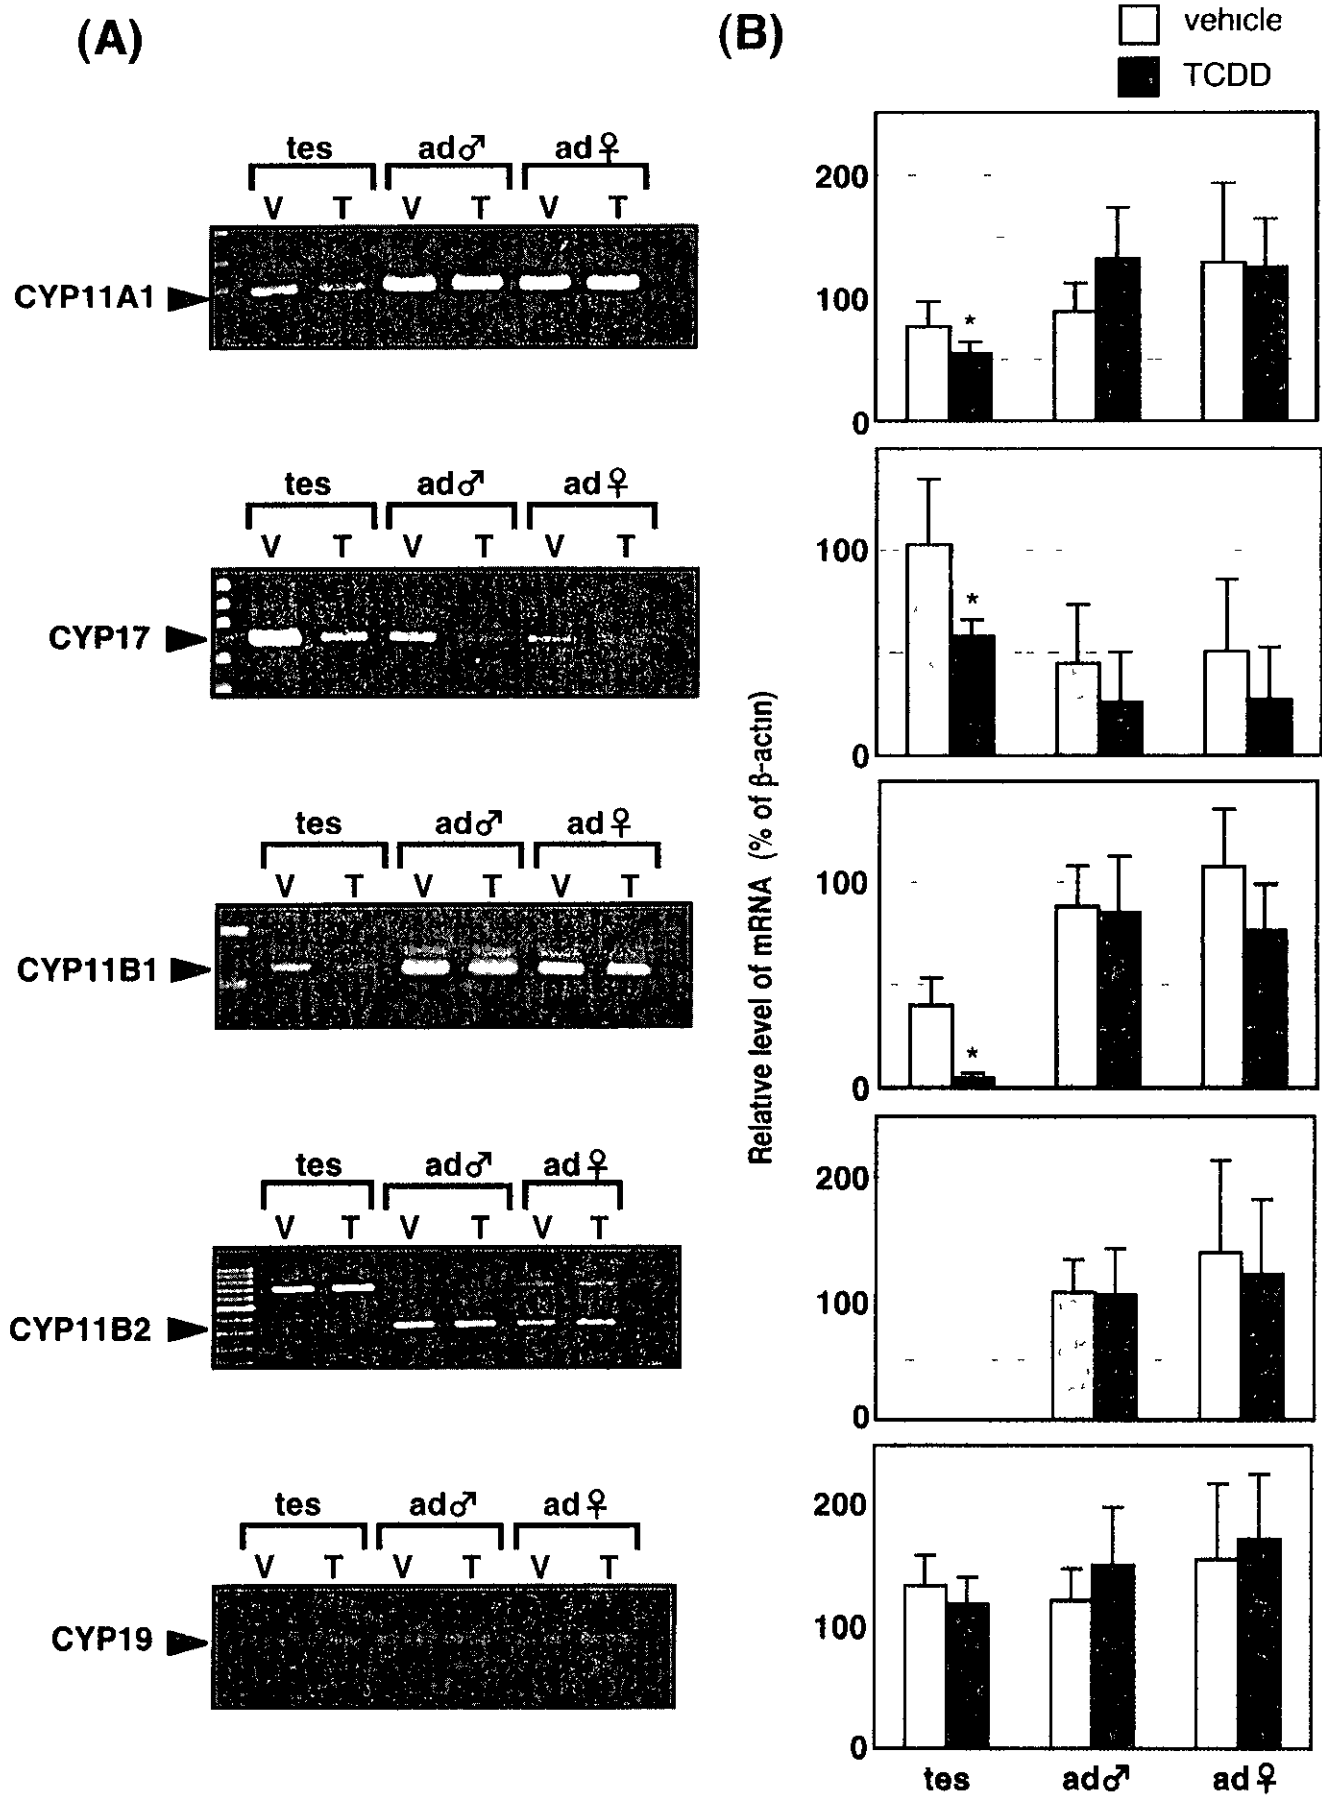 (A)
tes ad♂ ad♀
V T V T V T
CYP11A1
tes ad♂ ad♀
V T V T V T
CYP17
tes ad♂ ad♀
V T V T V T
CYP11B1
tes ad♂ ad♀
V T V T V T
CYP11B2
tes ad♂ ad♀
V T V T V T
CYP19
(B)
vehicle
TCDD
Relative level of mRNA (% of β-actin)
200
*
100
0
100
*
0
100
*
0
200
100
0
200
100
0
tes ad♂ ad♀